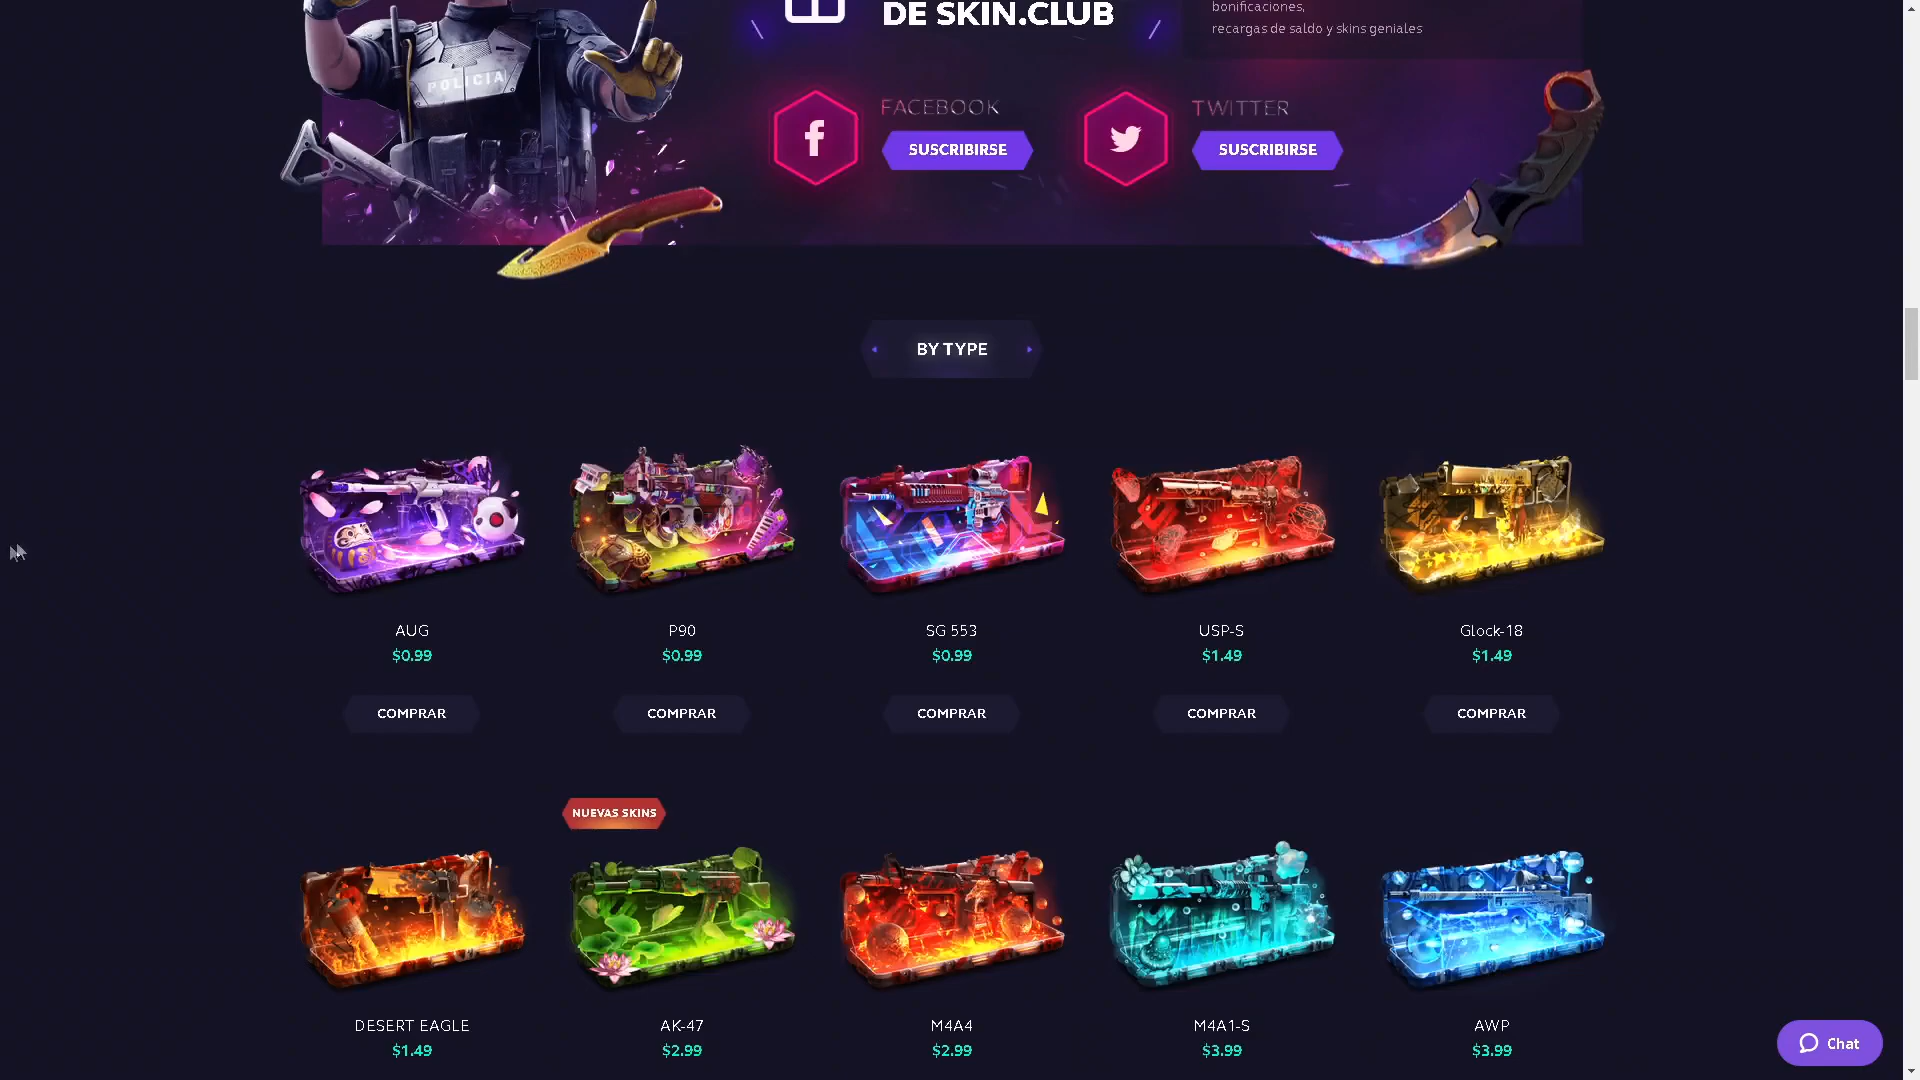 DE SKIN.CLUB
bonificaciones,
recargas de saldo y skins geniales
POLICIA
FACEBOOK
SUSCRIBIRSE
TWITTER
SUSCRIBIRSE
BY TYPE
AUG
$0.99
COMPRAR
P90
$0.99
COMPRAR
SG 553
$0.99
COMPRAR
USP-S
$1.49
COMPRAR
Glock-18
$1.49
COMPRAR
DESERT EAGLE
$1.49
NUEVAS SKINS
AK-47
$2.99
M4A4
$2.99
M4A1-S
$3.99
AWP
$3.99
Chat